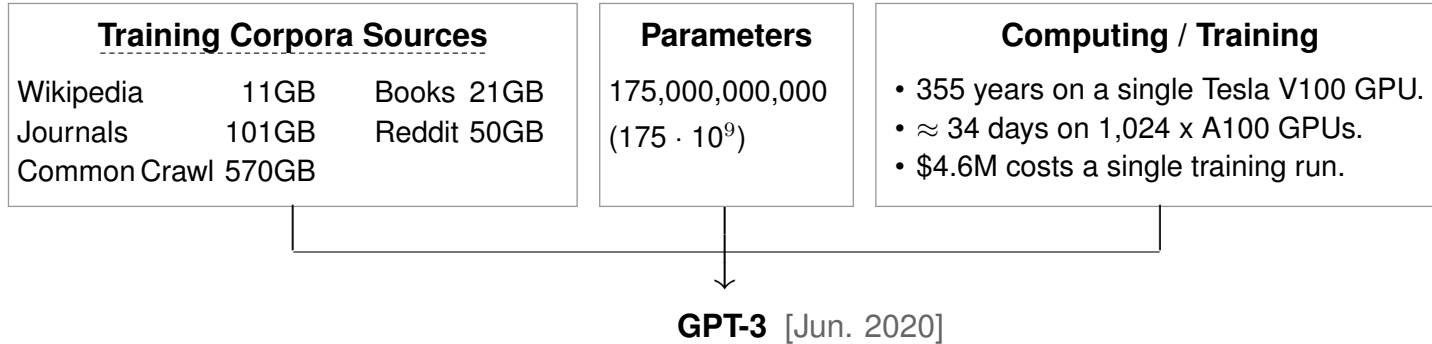 Training Corpora Sources
Wikipedia 11GB Books 21GB
Journals 101GB Reddit 50GB
Common Crawl 570GB
Parameters
175,000,000,000
(175 · 10⁹)
Computing / Training
• 355 years on a single Tesla V100 GPU.
• ≈ 34 days on 1,024 x A100 GPUs.
• $4.6M costs a single training run.
GPT-3 [Jun. 2020]